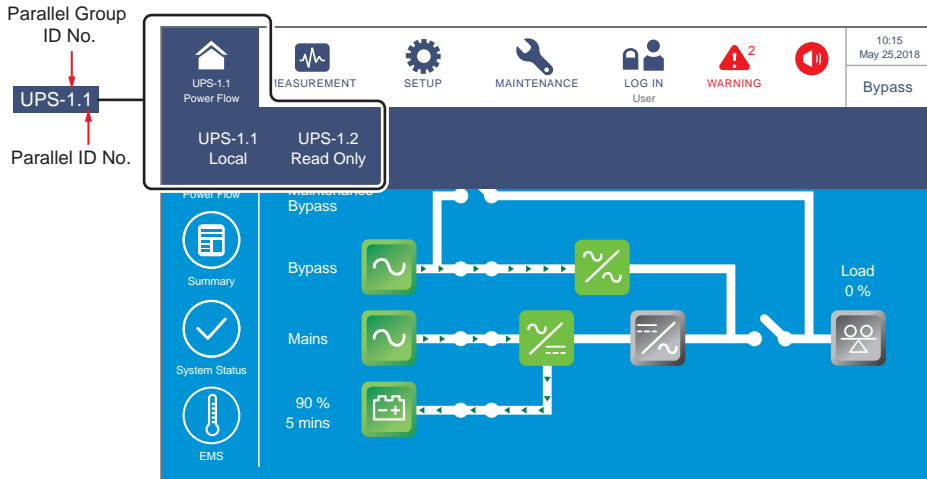 Parallel Group
ID No.
UPS-1.1
Parallel ID No.
UPS-1.1
Power Flow
MEASUREMENT
SETUP
MAINTENANCE
LOG IN
User
2
WARNING
10:15
May 25,2018
Bypass
UPS-1.1
Local
UPS-1.2
Read Only
Power Flow
Summary
System Status
EMS
Maintenance
Bypass
Bypass
Mains
90 %
5 mins
Load
0 %